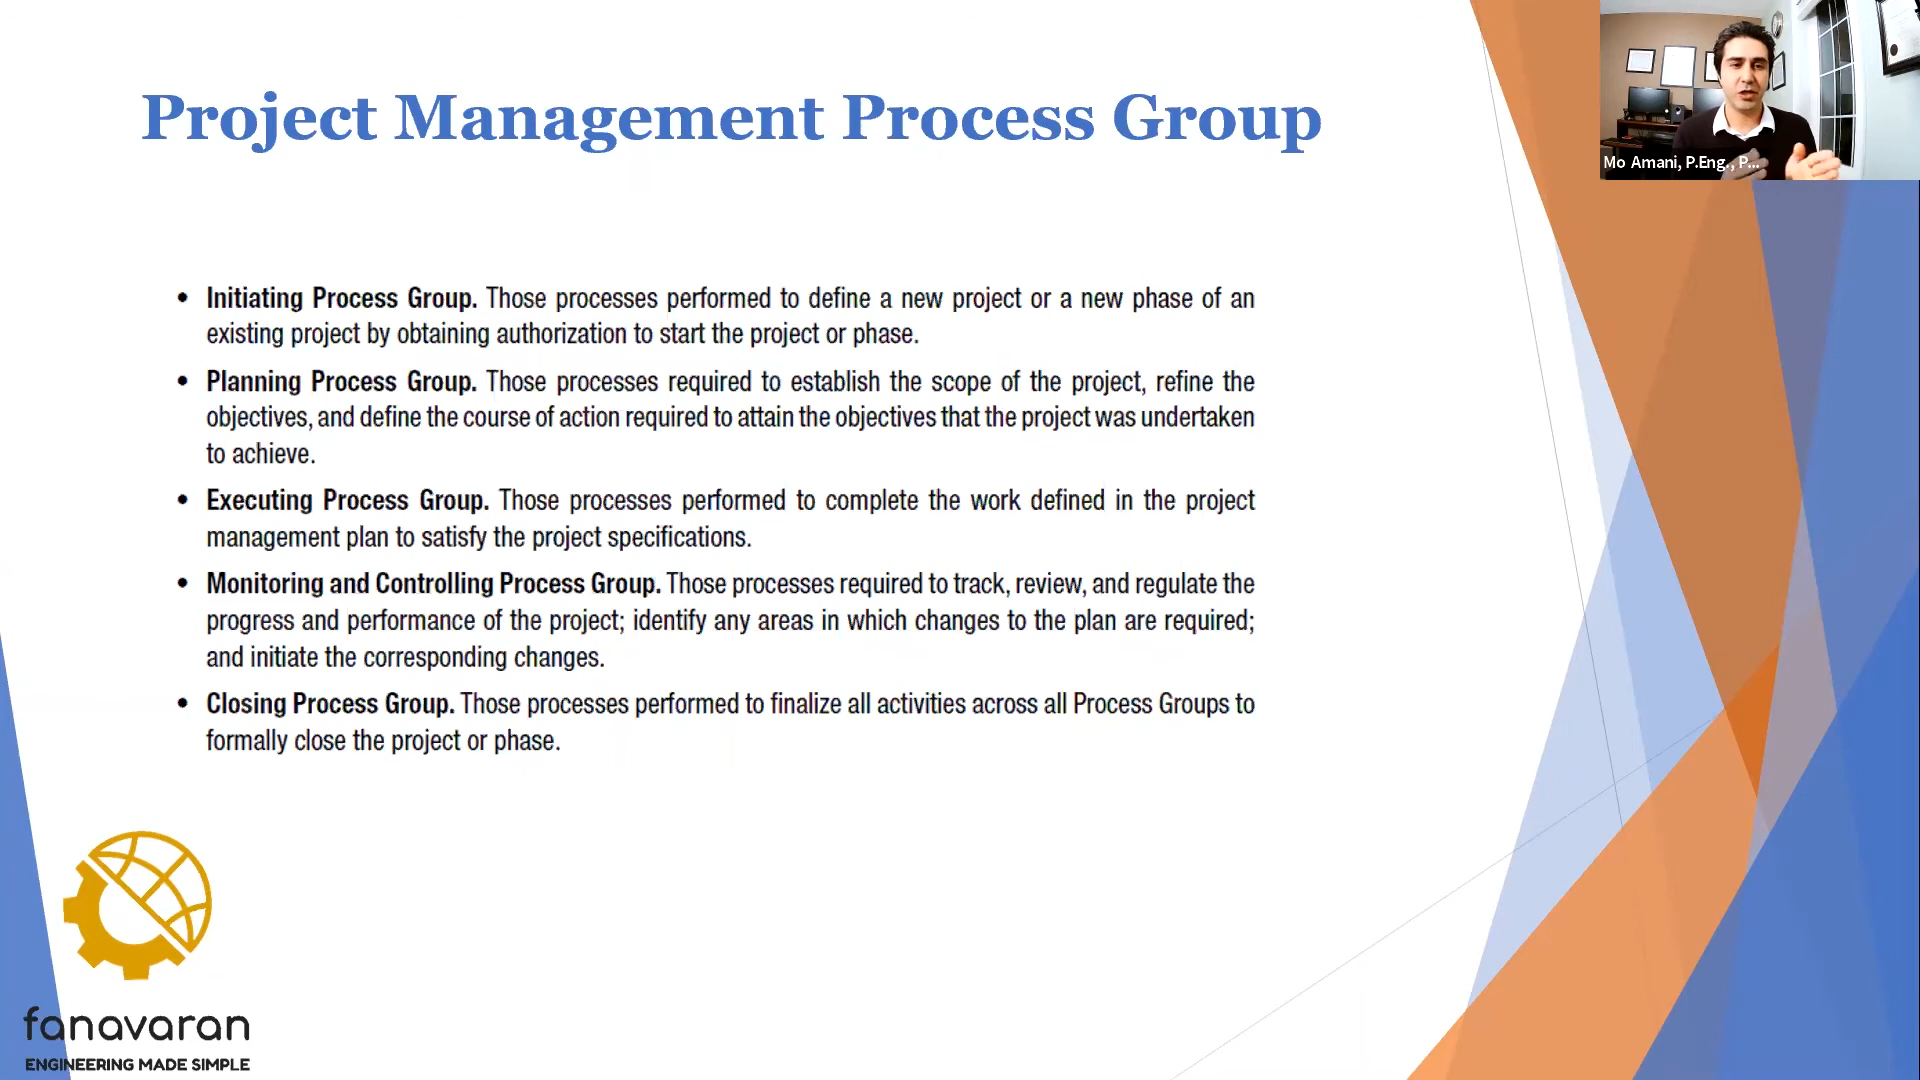 Project Management Process Group
Mo Amani, P.Eng., P...
• Initiating Process Group. Those processes performed to define a new project or a new phase of an
existing project by obtaining authorization to start the project or phase.
• Planning Process Group. Those processes required to establish the scope of the project, refine the
objectives, and define the course of action required to attain the objectives that the project was undertaken
to achieve.
• Executing Process Group. Those processes performed to complete the work defined in the project
management plan to satisfy the project specifications.
• Monitoring and Controlling Process Group. Those processes required to track, review, and regulate the
progress and performance of the project; identify any areas in which changes to the plan are required;
and initiate the corresponding changes.
• Closing Process Group. Those processes performed to finalize all activities across all Process Groups to
formally close the project or phase.
fanavaran
ENGINEERING MADE SIMPLE